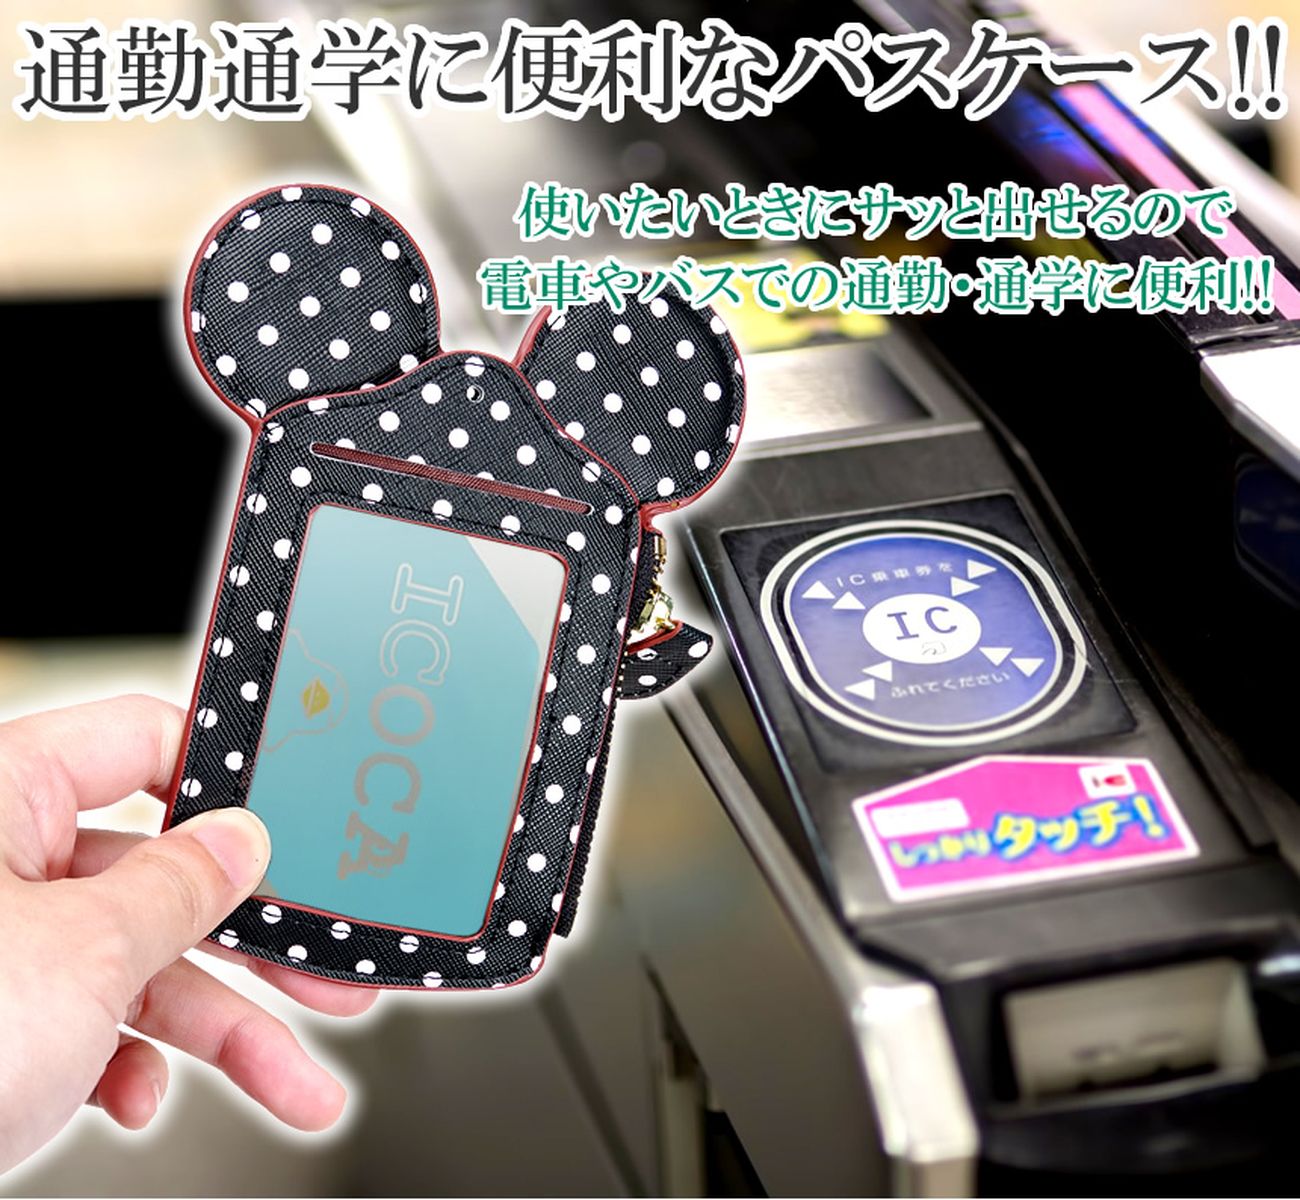 通勤通学に便利なパスケース!!
使いたいときにサッと出せるので
電車やバスでの通勤・通学に便利!!
ICOCA
IC乗車券を
IC
ふれてください
しっかりタッチ!